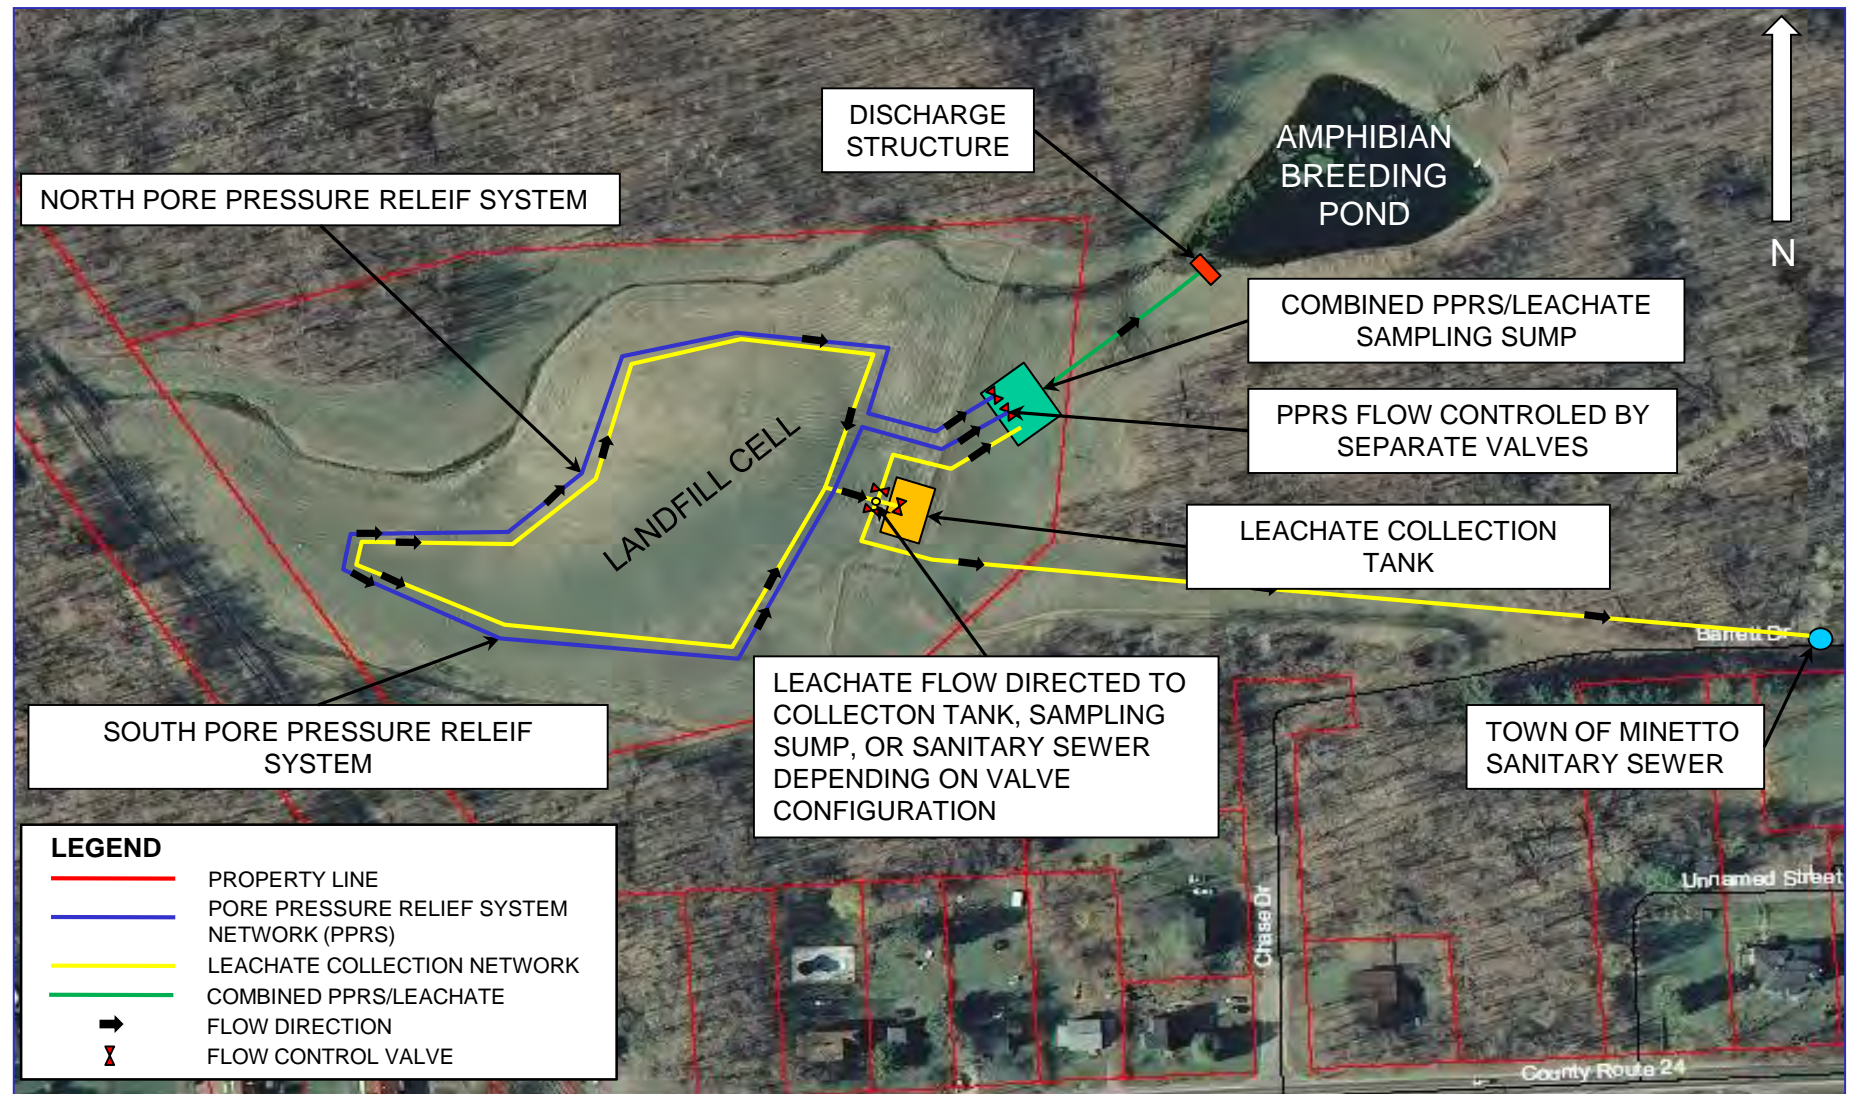 DISCHARGE
STRUCTURE
AMPHIBIAN
BREEDING
POND
N
NORTH PORE PRESSURE RELEIF SYSTEM
COMBINED PPRS/LEACHATE
SAMPLING SUMP
PPRS FLOW CONTROLED BY
SEPARATE VALVES
LANDFILL CELL
LEACHATE COLLECTION
TANK
Barrett Dr
LEACHATE FLOW DIRECTED TO
COLLECTON TANK, SAMPLING
SUMP, OR SANITARY SEWER
DEPENDING ON VALVE
CONFIGURATION
SOUTH PORE PRESSURE RELEIF
SYSTEM
TOWN OF MINETTO
SANITARY SEWER
LEGEND
PROPERTY LINE
PORE PRESSURE RELIEF SYSTEM
NETWORK (PPRS)
LEACHATE COLLECTION NETWORK
COMBINED PPRS/LEACHATE
FLOW DIRECTION
FLOW CONTROL VALVE
Chase Dr
Unnamed Street
County Route 24